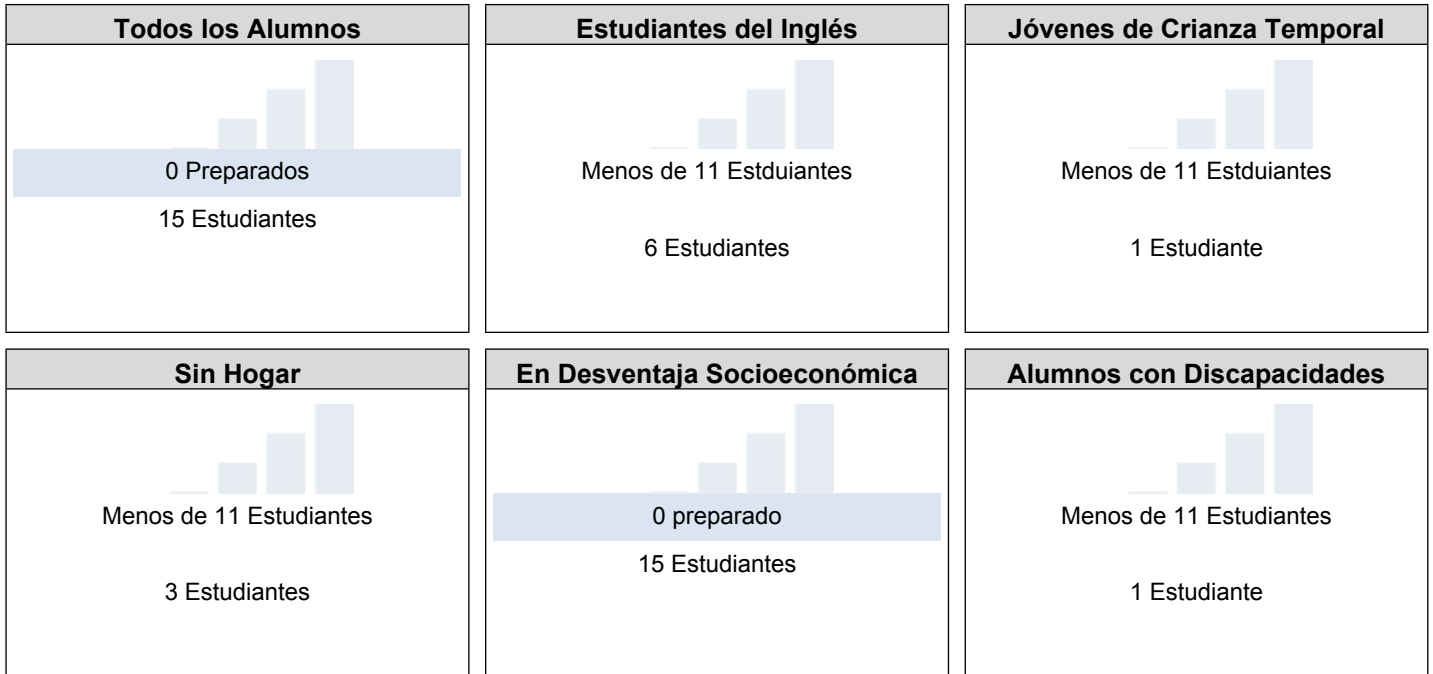 Todos los Alumnos
0 Preparados
15 Estudiantes
Estudiantes del Inglés
Menos de 11 Estduiantes
6 Estudiantes
Jóvenes de Crianza Temporal
Menos de 11 Estduiantes
1 Estudiante
Sin Hogar
Menos de 11 Estudiantes
3 Estudiantes
En Desventaja Socioeconómica
0 preparado
15 Estudiantes
Alumnos con Discapacidades
Menos de 11 Estudiantes
1 Estudiante